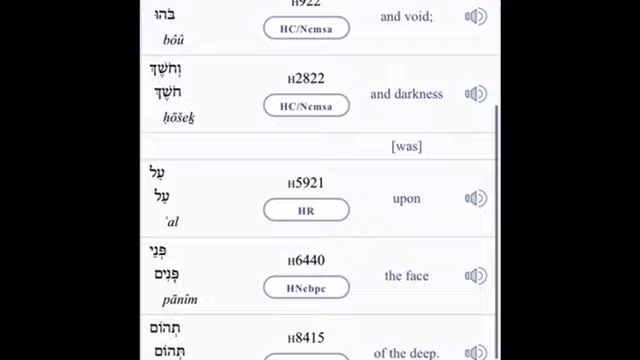 H922
בֹּהוּ
and void;
HC/Ncmsa
bôû
וְחֹשֶׁךְ
H2822
חֹשֶׁךְ
and darkness
HC/Ncmsa
ḥōšeḵ
[was]
עַל
H5921
עַל
upon
HR
ʿal
פְּנֵי
H6440
פָּנִים
the face
HNcbpc
pānîm
תְהוֹם
H8415
תְּהוֹם
of the deep.